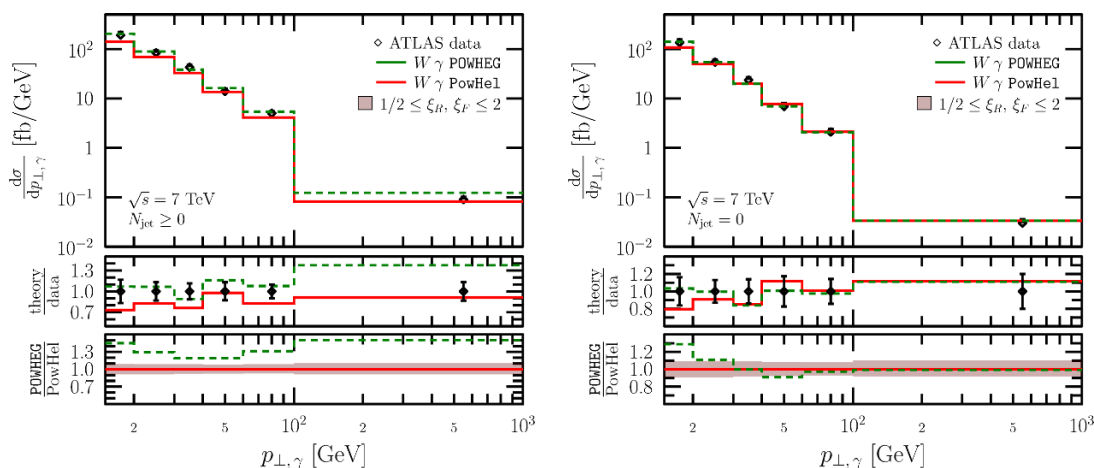 10²
10
1
10⁻¹
10⁻²
dσ/dp⊥,γ [fb/GeV]
ATLAS data
W γ POWHEG
W γ PowHel
1/2 ≤ ξR, ξF ≤ 2
√s = 7 TeV
Njet ≥ 0
1.3
1.0
0.7
theory/data
1.3
1.0
0.7
POWHEG/PowHel
2 5 10² 2 5 10³
p⊥,γ [GeV]
10²
10
1
10⁻¹
10⁻²
dσ/dp⊥,γ [fb/GeV]
ATLAS data
W γ POWHEG
W γ PowHel
1/2 ≤ ξR, ξF ≤ 2
√s = 7 TeV
Njet = 0
1.2
1.0
0.8
theory/data
1.2
1.0
0.8
POWHEG/PowHel
2 5 10² 2 5 10³
p⊥,γ [GeV]